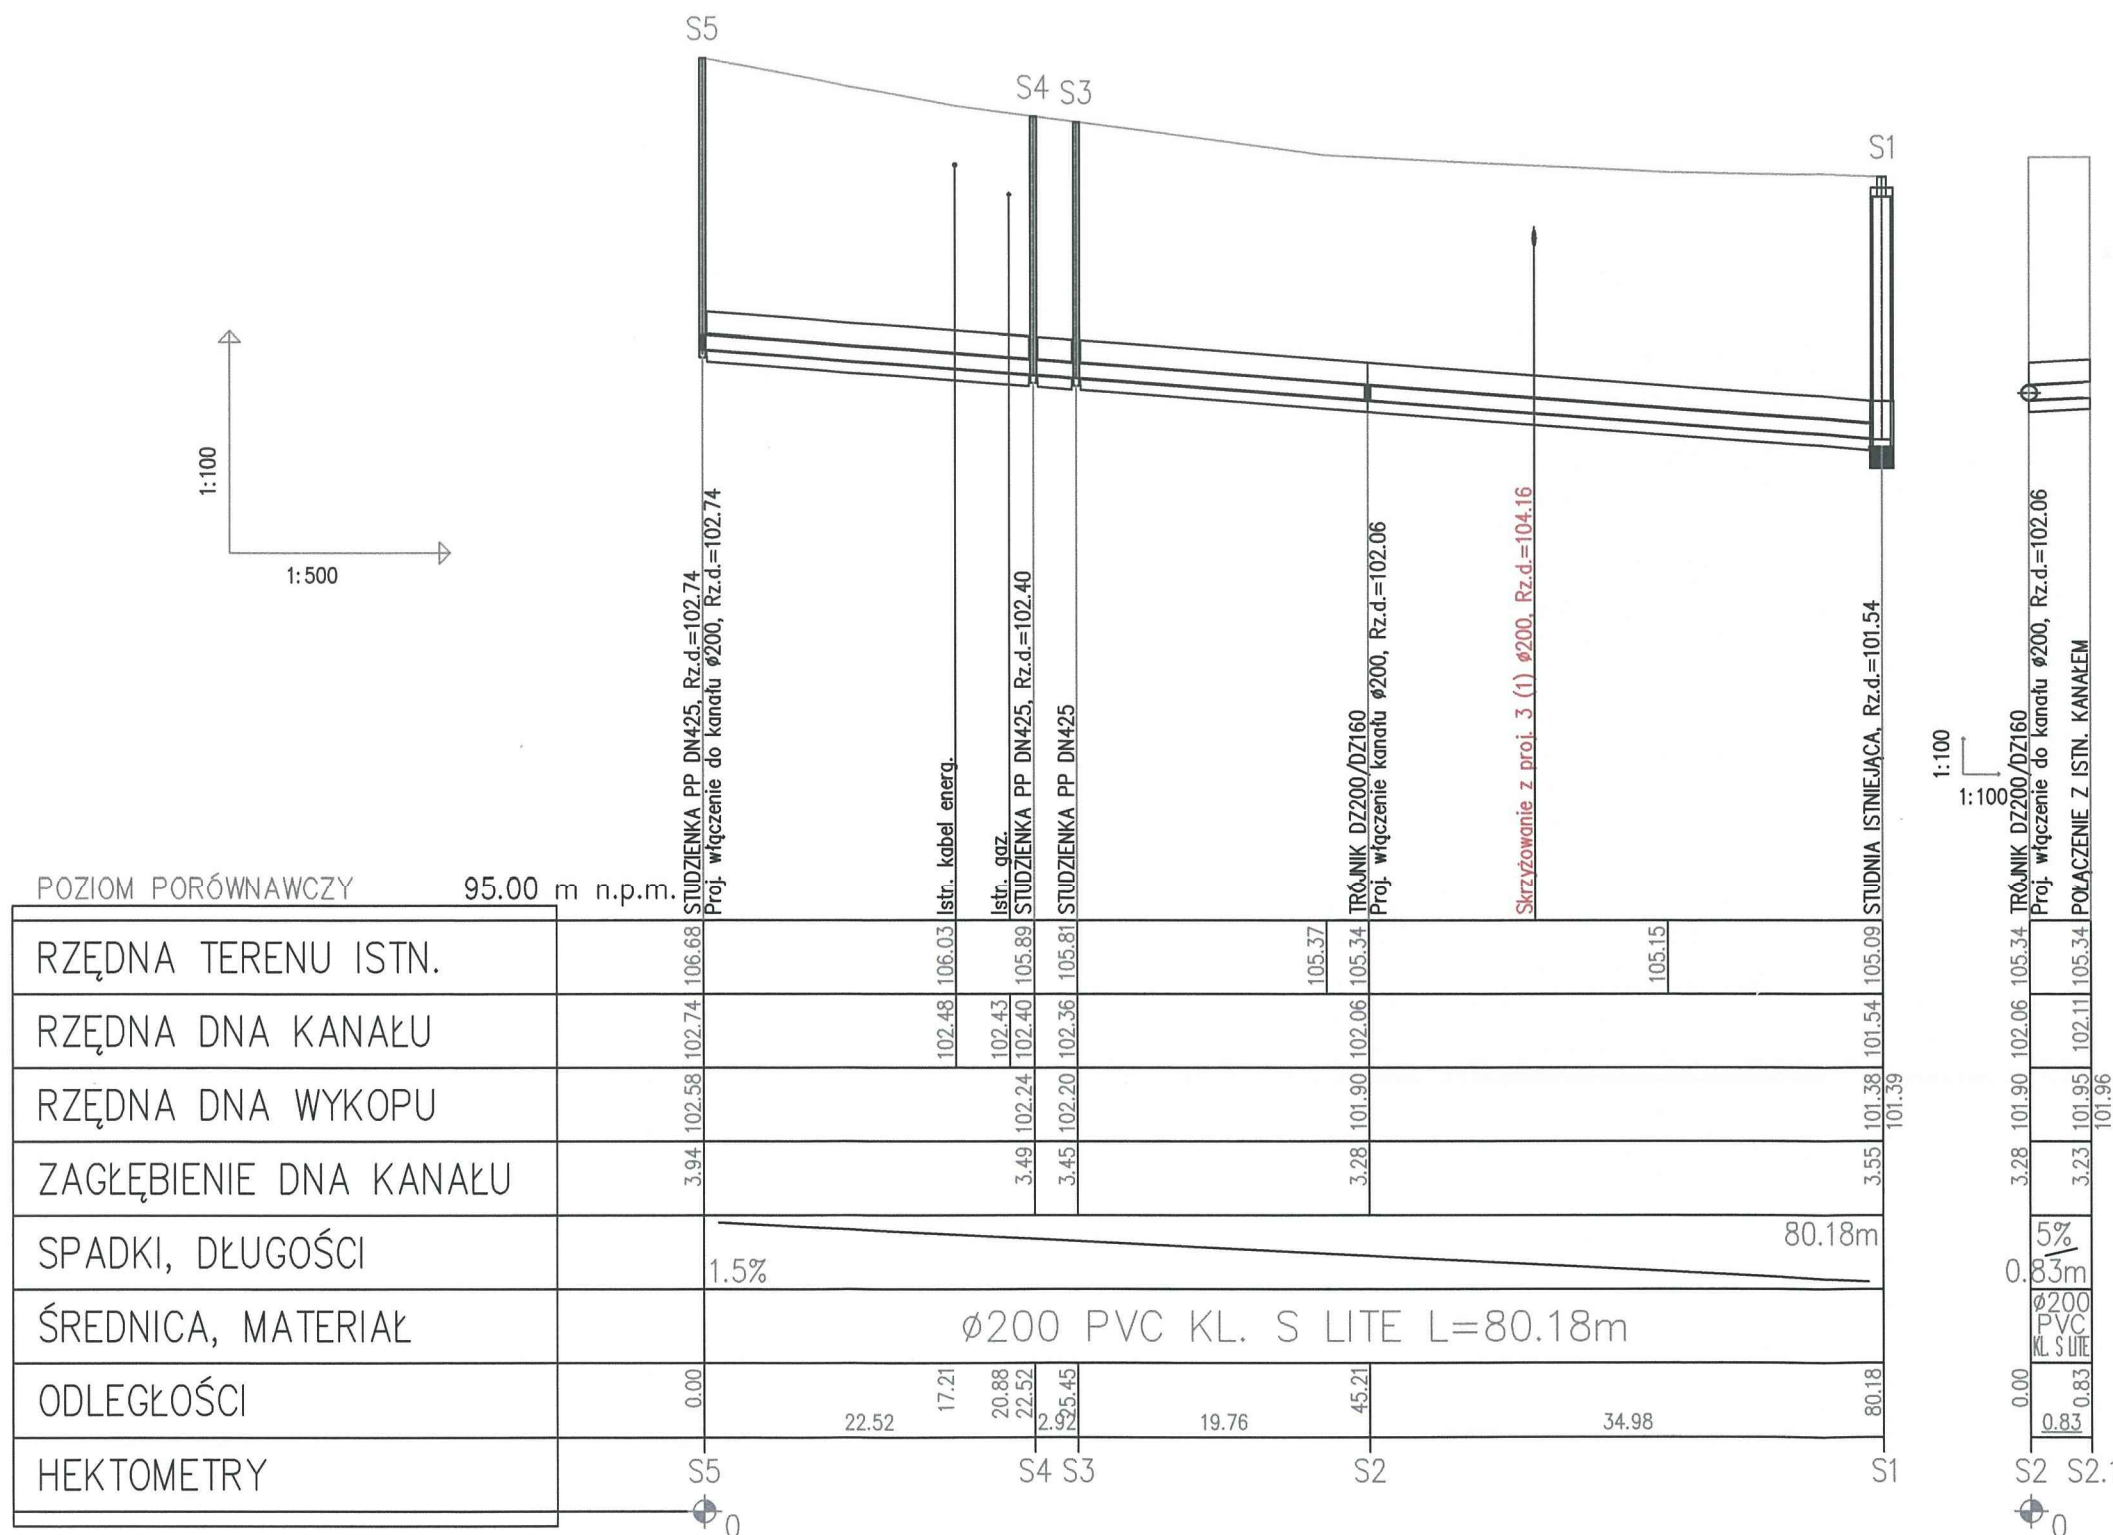 S5
S4 S3
S1
1:100
1:500
STUDZIENKA PP DN425, Rz.d.=102.74
Proj. włączenie do kanału ø200, Rz.d.=102.74
Istr. kabel energ.
Istr. gaz.
STUDZIENKA PP DN425, Rz.d.=102.40
STUDZIENKA PP DN425
TRÓJNIK DZ200/DZ160
Proj. włączenie kanału ø200, Rz.d.=102.06
Skrzyżowanie z proj. 3 (1) ø200, Rz.d.=104.16
STUDNIA ISTNIEJĄCA, Rz.d.=101.54
1:100
1:100
TRÓJNIK DZ200/DZ160
Proj. włączenie do kanału ø200, Rz.d.=102.06
POŁĄCZENIE Z ISTN. KANAŁEM
POZIOM PORÓWNAWCZY 95.00 m n.p.m.
RZĘDNA TERENU ISTN. 106.68 106.03 105.89 105.81 105.37 105.34 105.15 105.09 105.34 105.34
RZĘDNA DNA KANAŁU 102.74 102.48 102.43 102.40 102.36 102.06 101.54 102.06 102.11
RZĘDNA DNA WYKOPU 102.58 102.24 102.20 101.90 101.38 101.39 101.90 101.95 101.96
ZAGŁĘBIENIE DNA KANAŁU 3.94 3.49 3.45 3.28 3.55 3.28 3.23
SPADKI, DŁUGOŚCI 1.5% 80.18m 5% 0.83m
ŚREDNICA, MATERIAŁ ø200 PVC KL. S LITE L=80.18m
ø200
PVC
KL. S LITE
ODLEGŁOŚCI 0.00 17.21 20.88 22.52 25.45 45.21 80.18 0.00 0.83
22.52 2.92 19.76 34.98 0.83
HEKTOMETRY S5 S4 S3 S2 S1 S2 S2.1
0 0